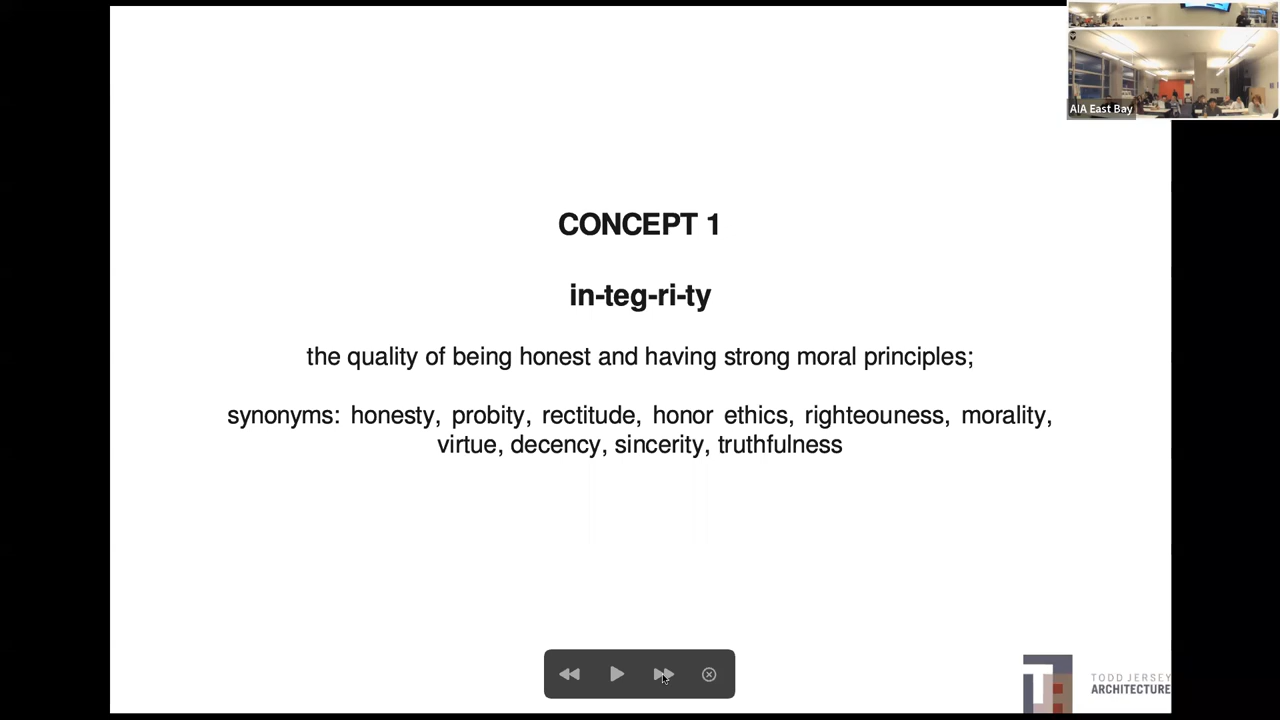 AIA East Bay
CONCEPT 1
in-teg-ri-ty
the quality of being honest and having strong moral principles;
synonyms: honesty, probity, rectitude, honor ethics, righteouness, morality,
virtue, decency, sincerity, truthfulness
TODD JERSEY
ARCHITECTURE